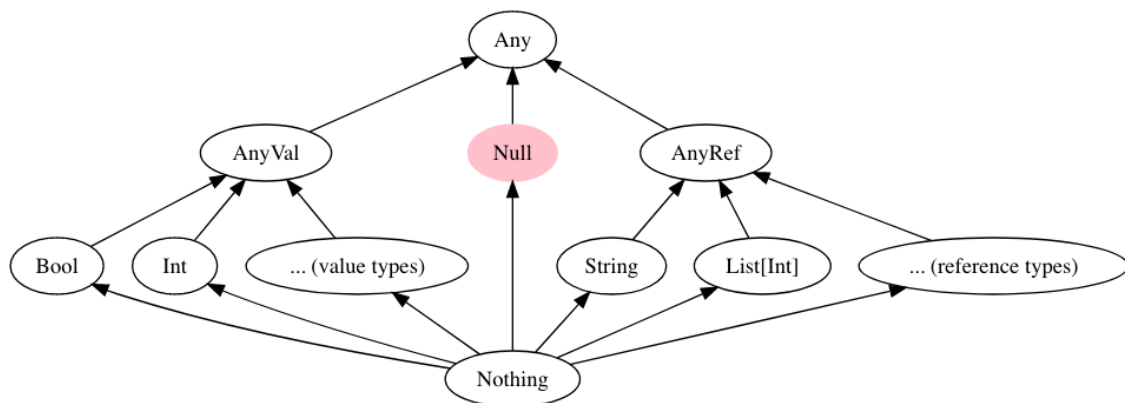 Any
AnyVal
Null
AnyRef
Bool
Int
... (value types)
String
List[Int]
... (reference types)
Nothing